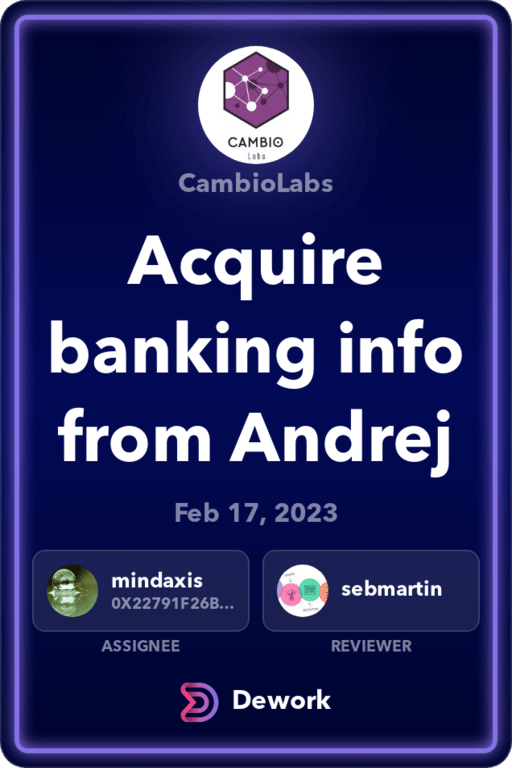 CAMBIO
Labs
CambioLabs
Acquire
banking info
from Andrej
Feb 17, 2023
mindaxis
0X22791F26B...
sebmartin
ASSIGNEE
REVIEWER
Dework